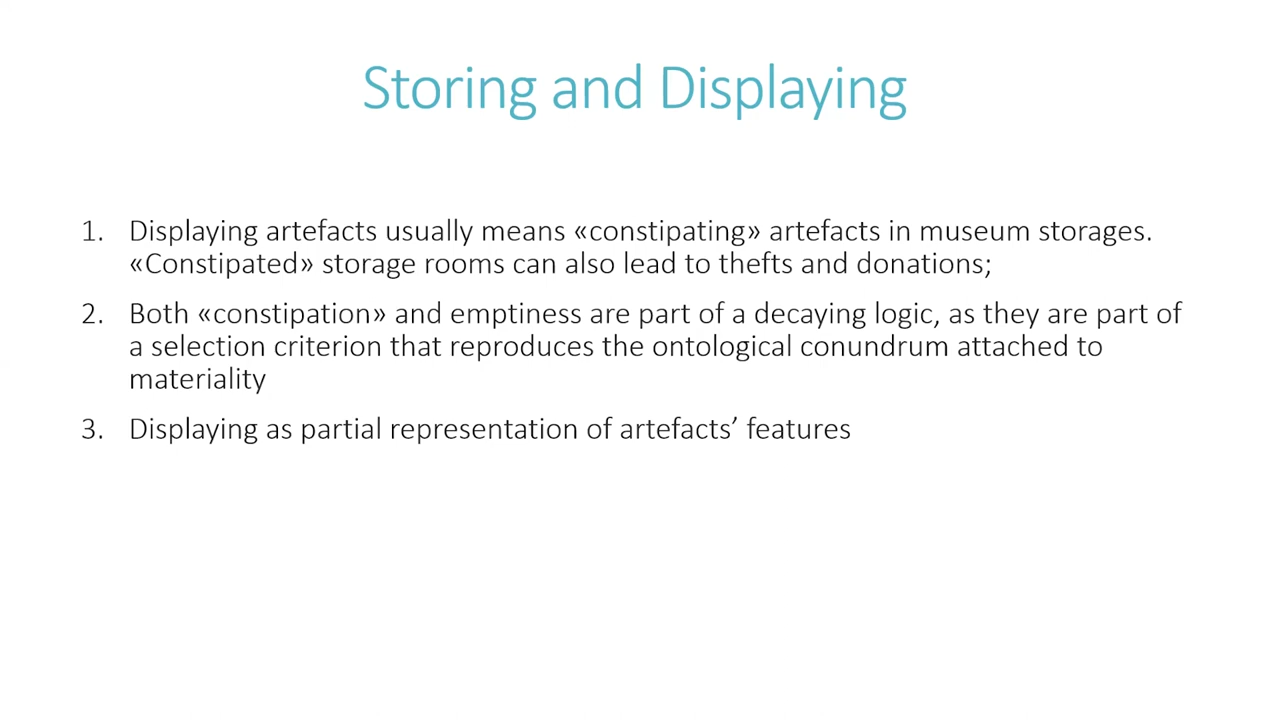 Storing and Displaying
1. Displaying artefacts usually means «constipating» artefacts in museum storages.
«Constipated» storage rooms can also lead to thefts and donations;
2. Both «constipation» and emptiness are part of a decaying logic, as they are part of
a selection criterion that reproduces the ontological conundrum attached to
materiality
3. Displaying as partial representation of artefacts’ features